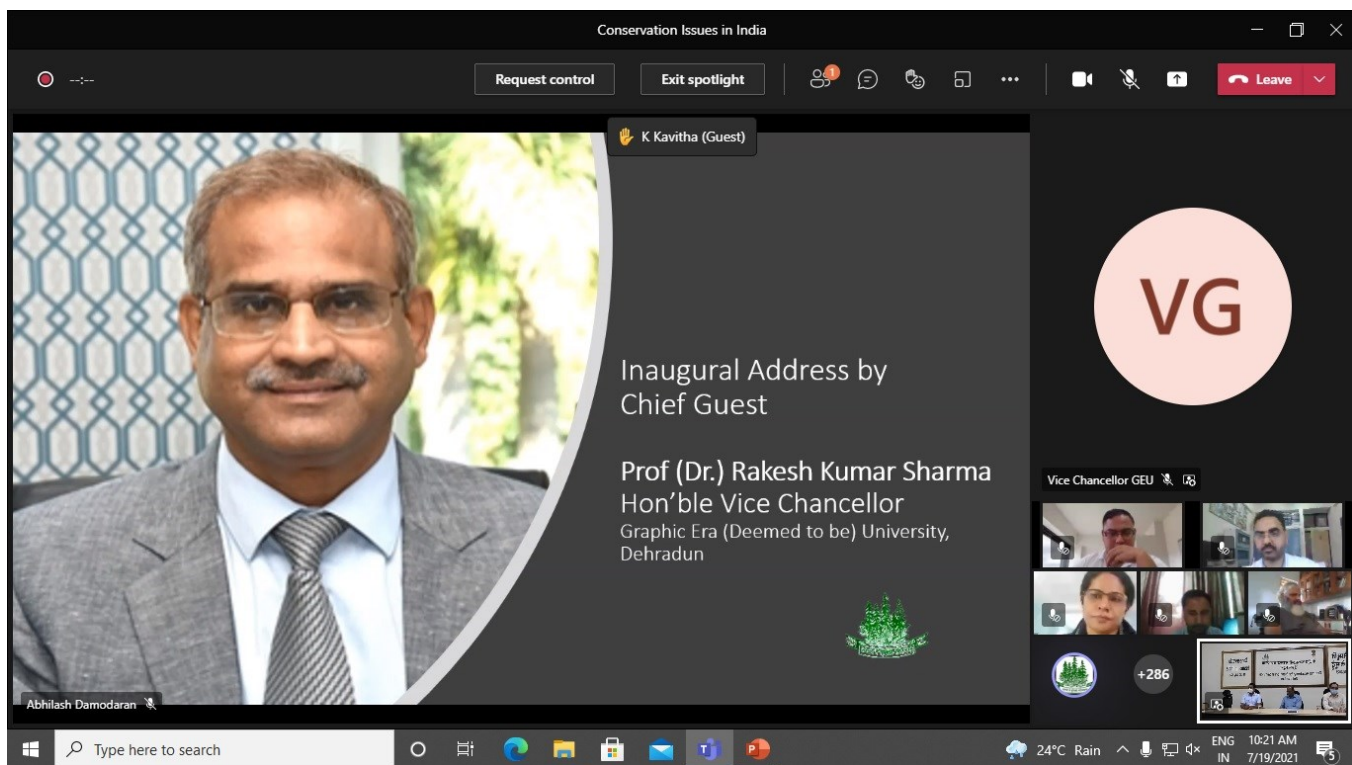 Conservation Issues in India
--:--
Request control
Exit spotlight
1
Leave
K Kavitha (Guest)
Inaugural Address by
Chief Guest
Prof (Dr.) Rakesh Kumar Sharma
Hon'ble Vice Chancellor
Graphic Era (Deemed to be) University,
Dehradun
Abhilash Damodaran
VG
Vice Chancellor GEU
+286
Type here to search
24°C Rain
ENG
IN
10:21 AM
7/19/2021
5